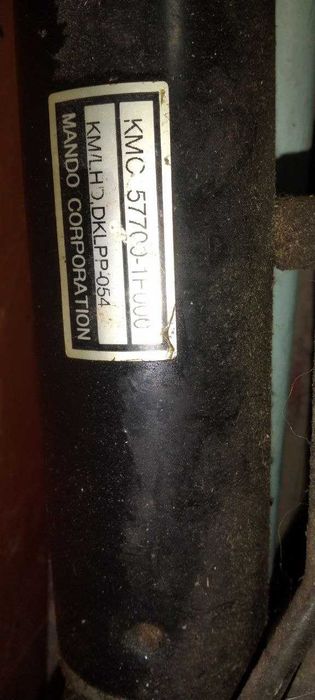 KMC 57700-1F000
KM/LHD,DKLPP-054
MANDO CORPORATION